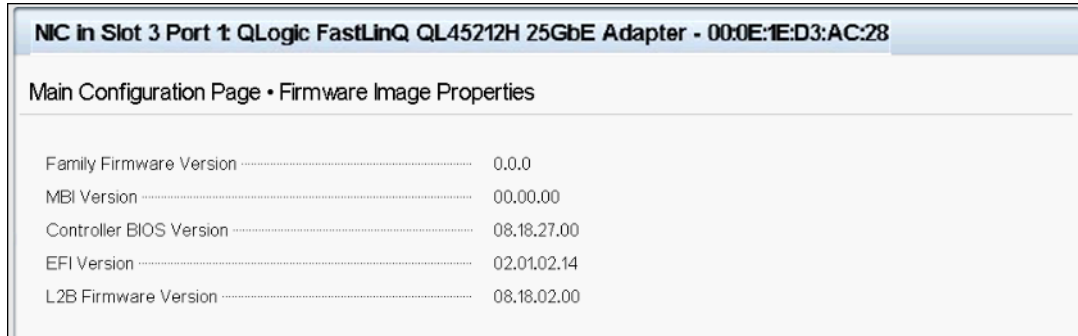 NIC in Slot 3 Port 1: QLogic FastLinQ QL45212H 25GbE Adapter - 00:0E:1E:D3:AC:28
Main Configuration Page • Firmware Image Properties
Family Firmware Version 0.0.0
MBI Version 00.00.00
Controller BIOS Version 08.18.27.00
EFI Version 02.01.02.14
L2B Firmware Version 08.18.02.00